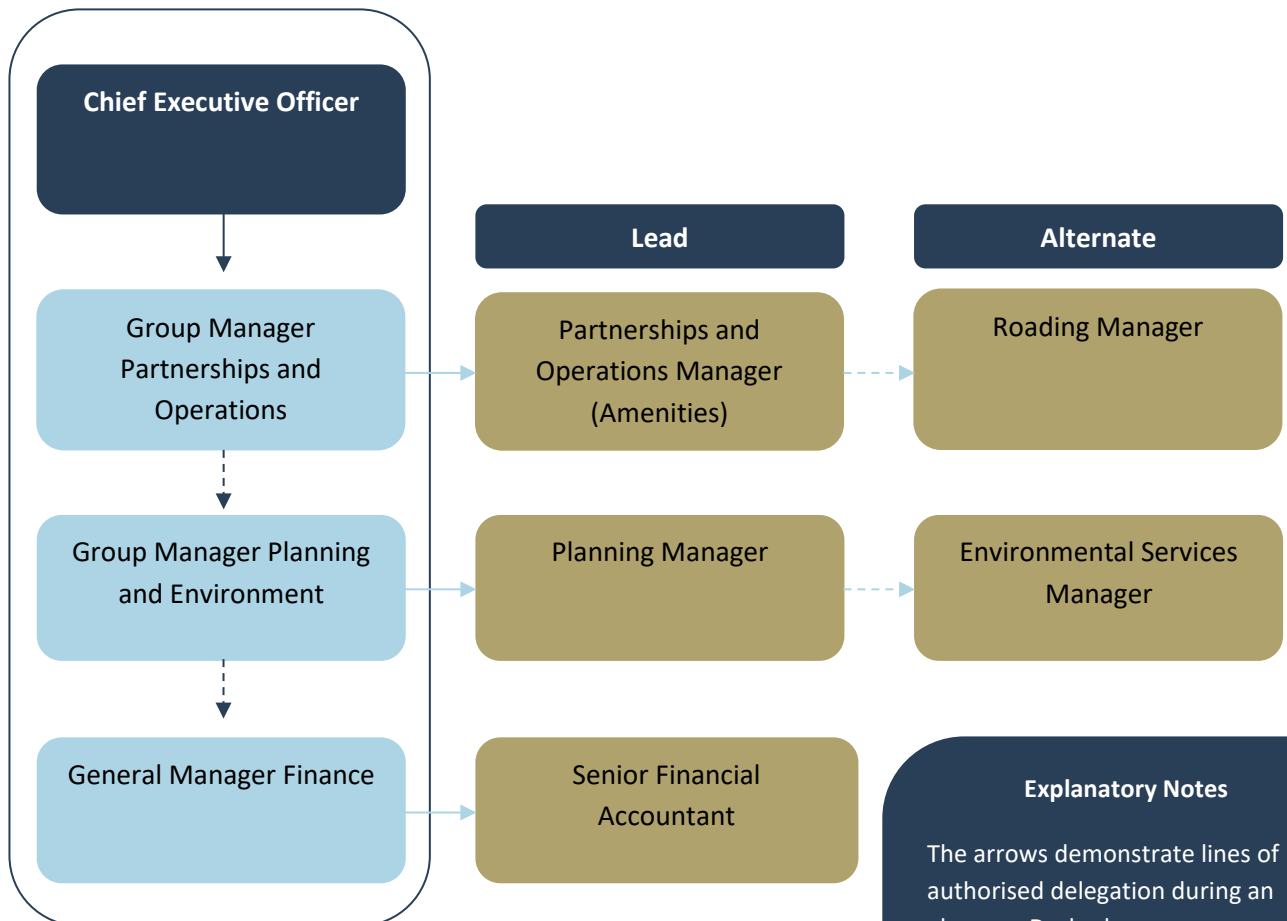 Chief Executive Officer
Lead
Alternate
Group Manager
Partnerships and
Operations
Partnerships and
Operations Manager
(Amenities)
Roading Manager
Group Manager Planning
and Environment
Planning Manager
Environmental Services
Manager
General Manager Finance
Senior Financial
Accountant
Explanatory Notes
The arrows demonstrate lines of
authorised delegation during an